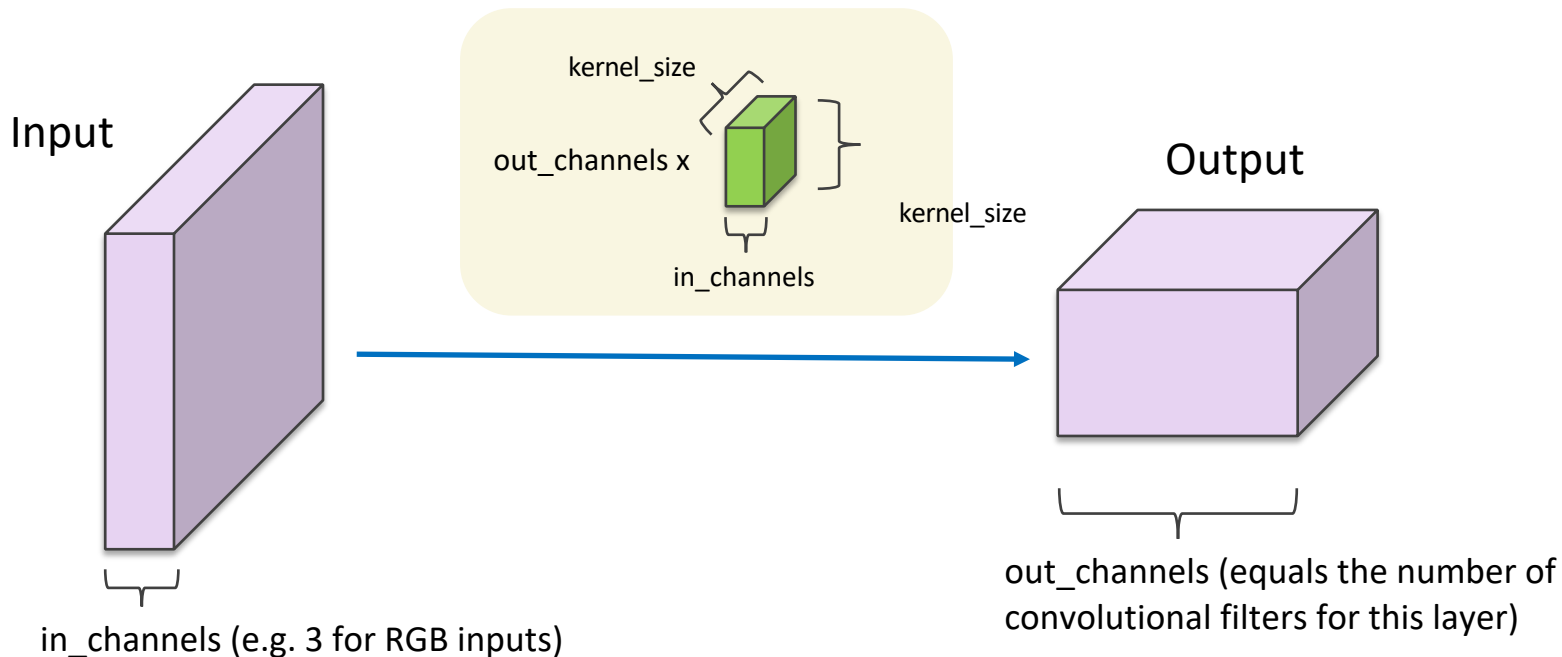 kernel_size
Input
out_channels x
Output
kernel_size
in_channels
out_channels (equals the number of
convolutional filters for this layer)
in_channels (e.g. 3 for RGB inputs)